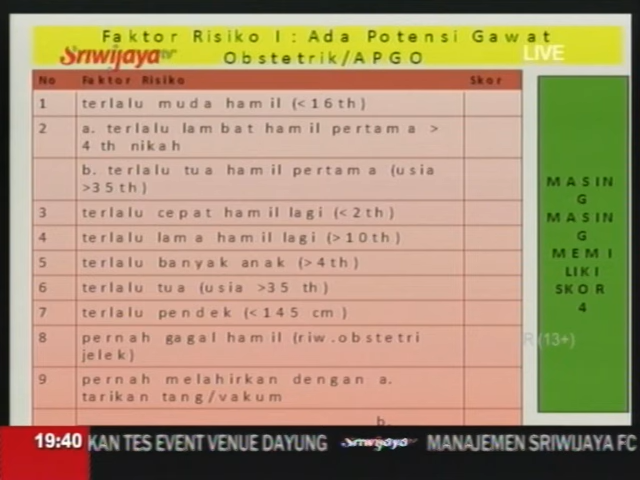 Faktor Risiko I : Ada Potensi Gawat
Obstetrik/APGO
Sriwijaya tv
LIVE
No Faktor Risiko Skor
1 terlalu muda hamil (<16th)
2 a. terlalu lambat hamil pertama >
4 th nikah
b. terlalu tua hamil pertama (usia
>35th)
3 terlalu cepat hamil lagi (<2th)
4 terlalu lama hamil lagi (>10th)
5 terlalu banyak anak (>4th)
6 terlalu tua (usia >35 th)
7 terlalu pendek (<145 cm)
8 pernah gagal hamil (riw.obstetri
jelek)
9 pernah melahirkan dengan a.
tarikan tang/vakum
b.
MASIN
G
MASIN
G
MEMI
LIKI
SKOR
4
R(13+)
19:40 KAN TES EVENT VENUE DAYUNG Sriwijaya MANAJEMEN SRIWIJAYA FC